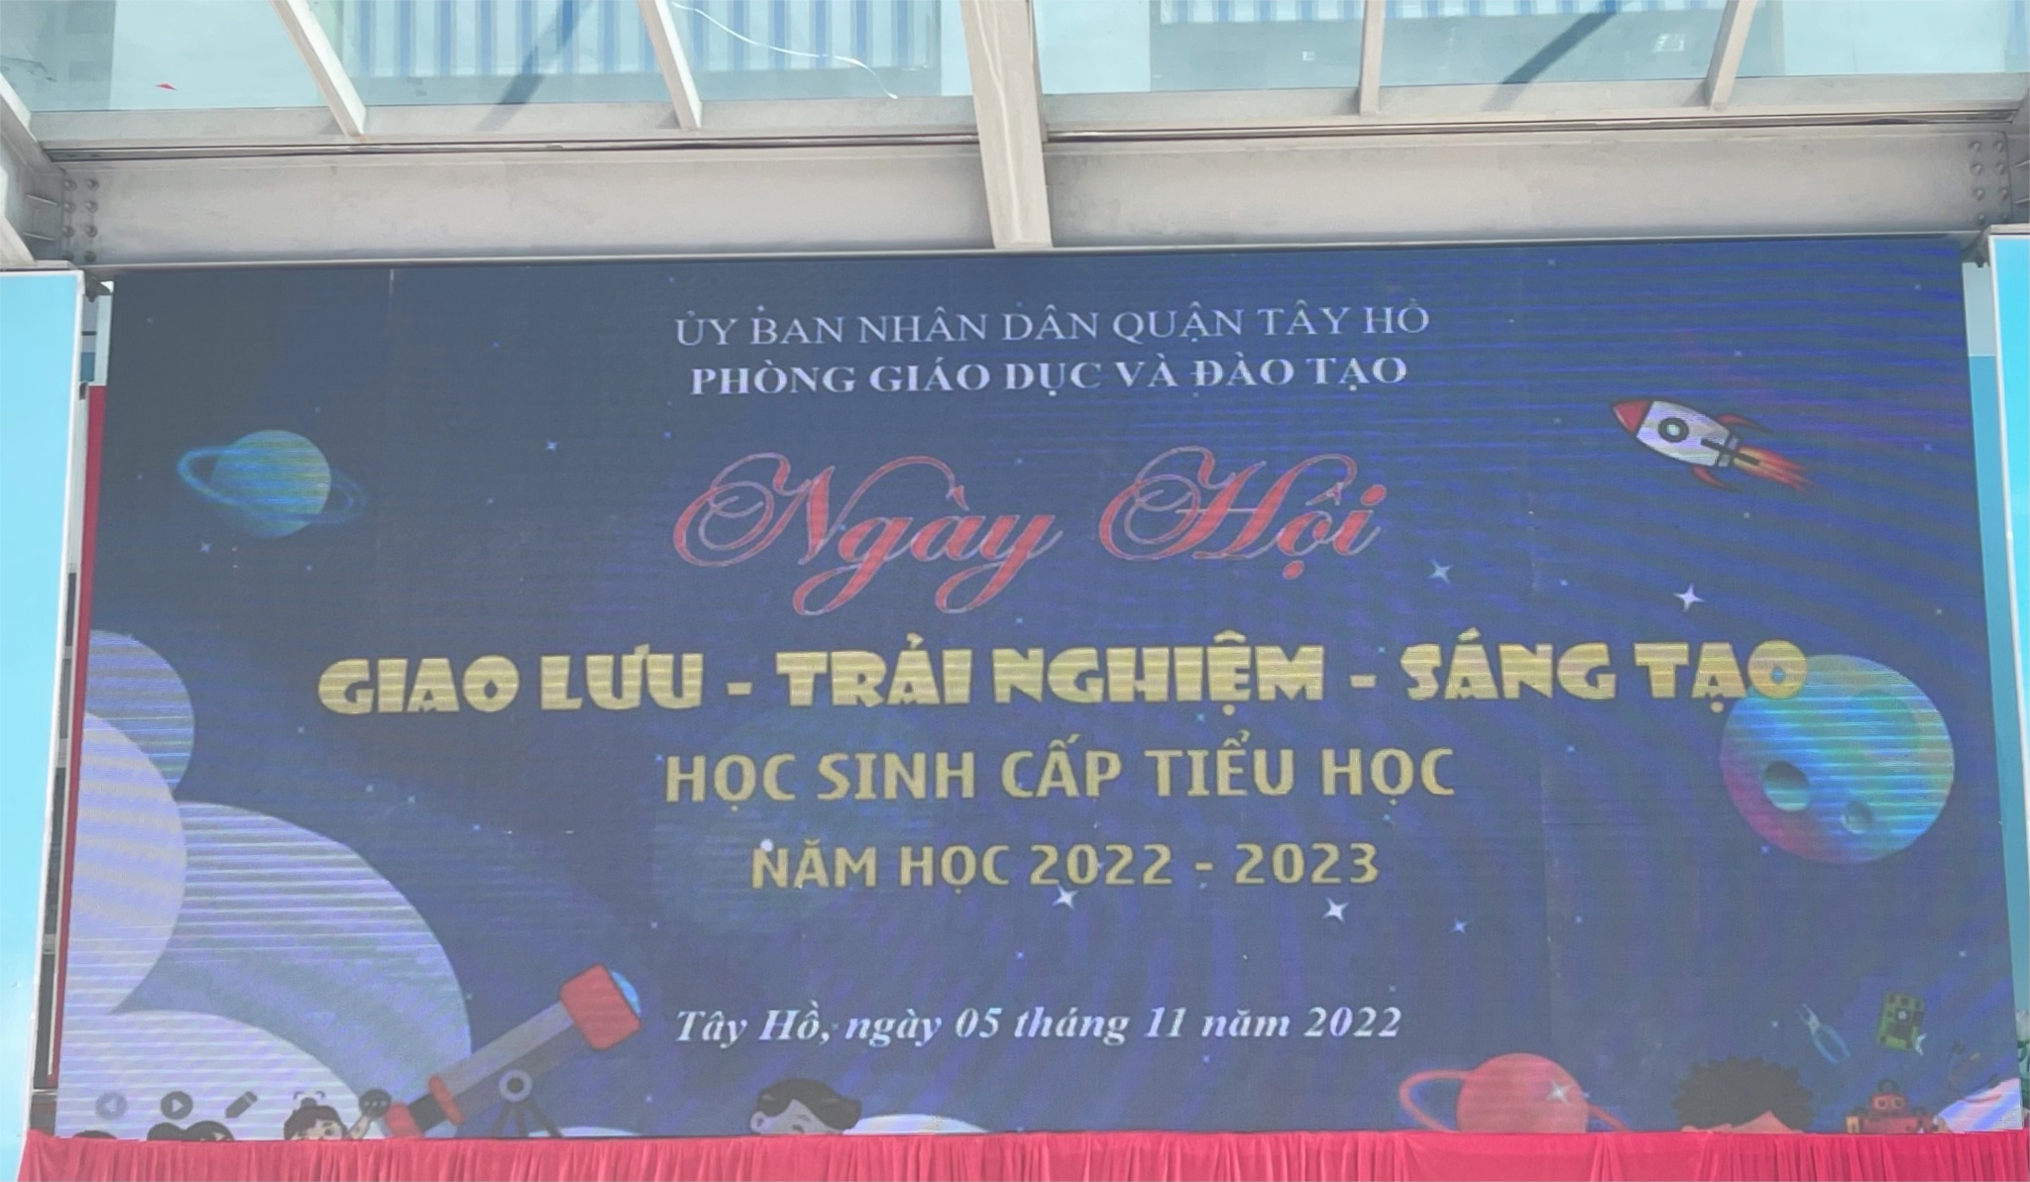 ỦY BAN NHÂN DÂN QUẬN TÂY HỒ
PHÒNG GIÁO DỤC VÀ ĐÀO TẠO
Ngày Hội
GIAO LƯU - TRẢI NGHIỆM - SÁNG TẠO
HỌC SINH CẤP TIỂU HỌC
NĂM HỌC 2022 - 2023
Tây Hồ, ngày 05 tháng 11 năm 2022